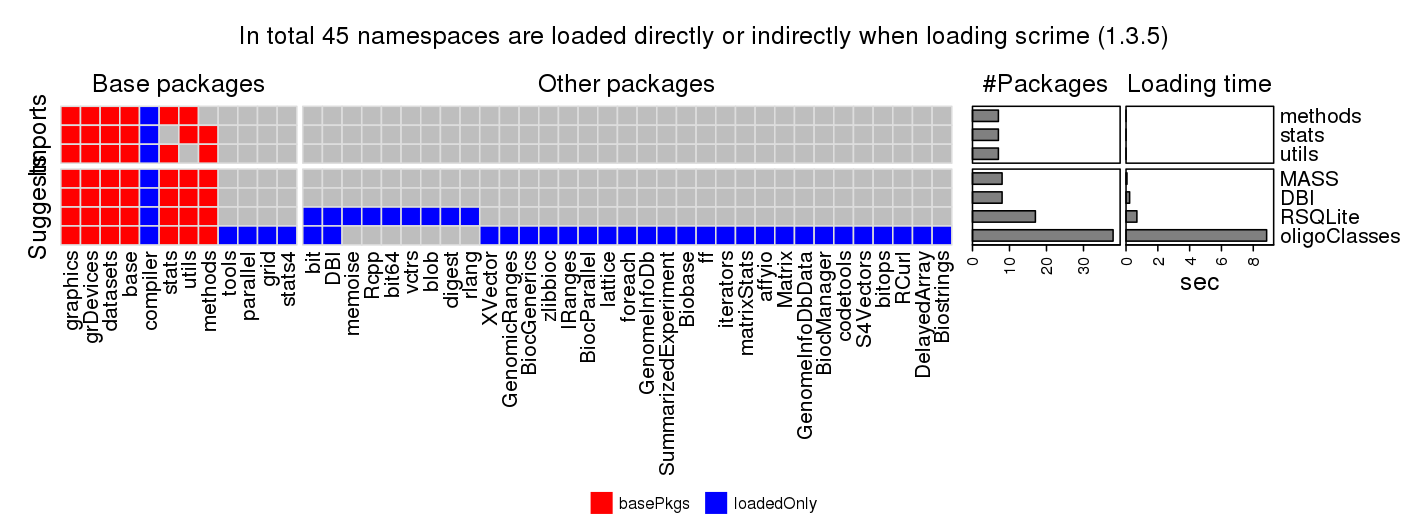 In total 45 namespaces are loaded directly or indirectly when loading scrime (1.3.5)
Base packages
Other packages
#Packages
Loading time
Imports
Suggests
methods
stats
utils
MASS
DBI
RSQLite
oligoClasses
graphics
grDevices
datasets
base
compiler
stats
utils
methods
tools
parallel
grid
stats4
bit
DBI
memoise
Rcpp
bit64
vctrs
blob
digest
rlang
XVector
GenomicRanges
BiocGenerics
zlibbioc
IRanges
BiocParallel
lattice
foreach
GenomeInfoDb
SummarizedExperiment
Biobase
ff
iterators
matrixStats
affyio
Matrix
GenomeInfoDbData
BiocManager
codetools
S4Vectors
bitops
RCurl
DelayedArray
Biostrings
0 10 20 30
0 2 4 6 8
sec
basePkgs loadedOnly